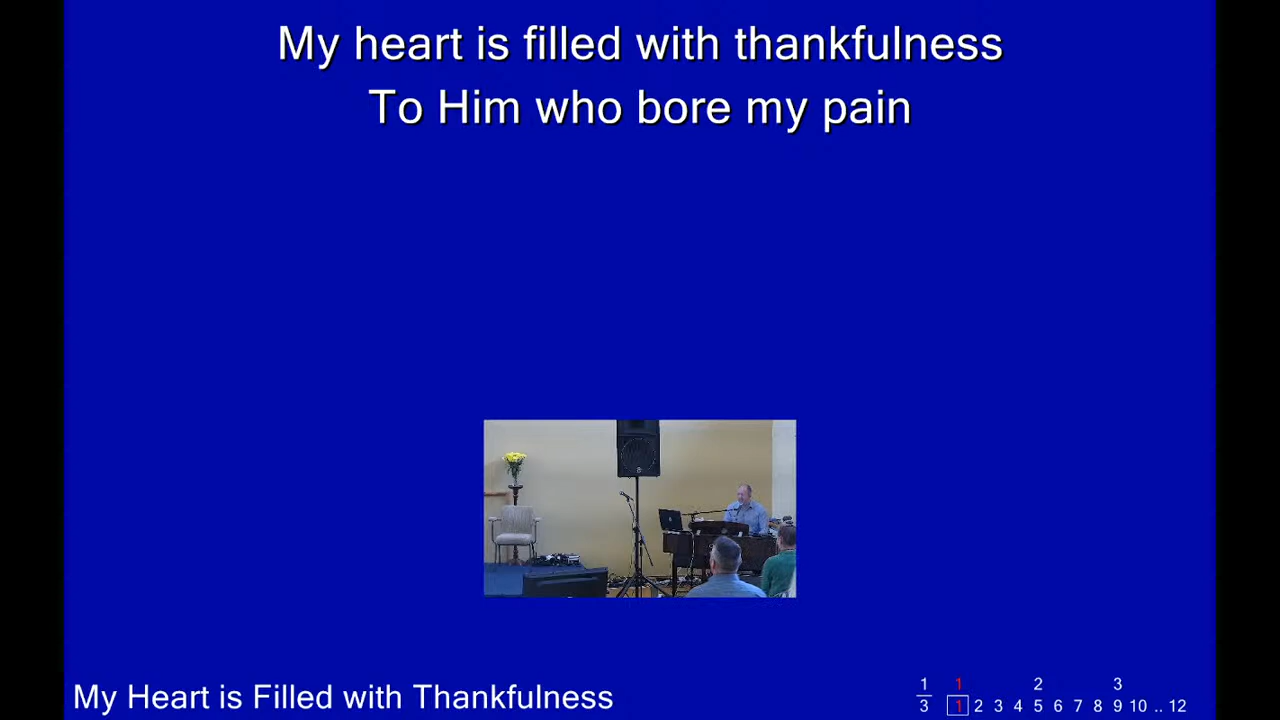 My heart is filled with thankfulness
To Him who bore my pain
My Heart is Filled with Thankfulness
1 1 2 3
3 1 2 3 4 5 6 7 8 9 10 .. 12